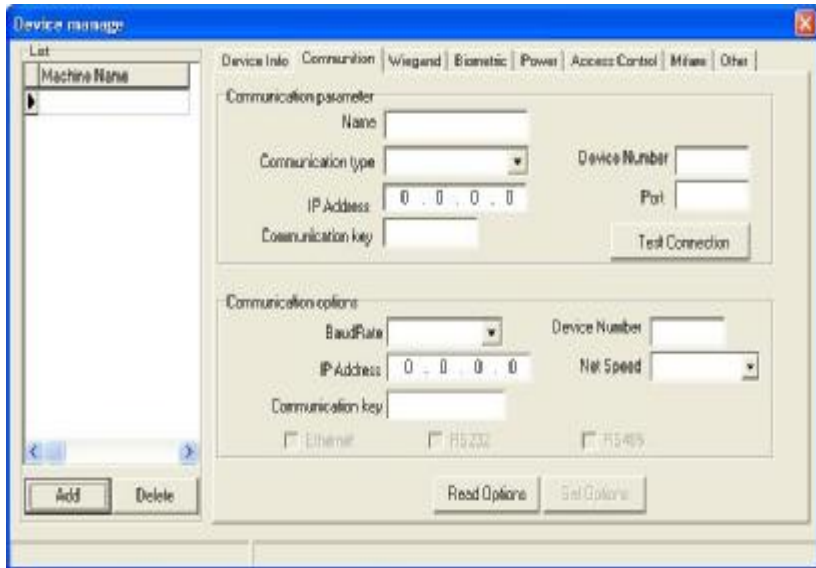 Device manage
List
Machine Name
Add Delete
Device Info Communition Wiegand Biometric Power Access Control Mifare Other
Communication parameter
Name
Communication type Device Number
IP Address 0 . 0 . 0 . 0 Port
Communication key Test Connection
Communication options
BaudRate Device Number
IP Address 0 . 0 . 0 . 0 Net Speed
Communication key
Ethernet RS232 RS485
Read Options Set Options